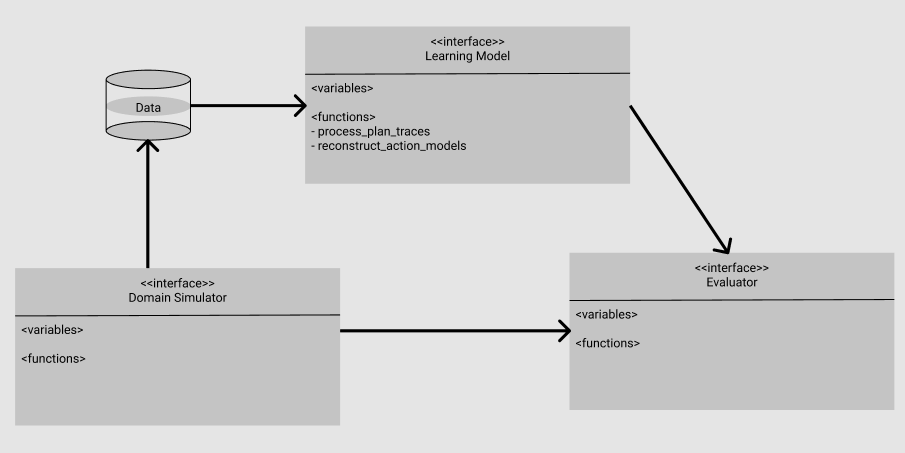 <<interface>>
Learning Model
<variables>
<functions>
- process_plan_traces
- reconstruct_action_models
Data
<<interface>>
Domain Simulator
<variables>
<functions>
<<interface>>
Evaluator
<variables>
<functions>